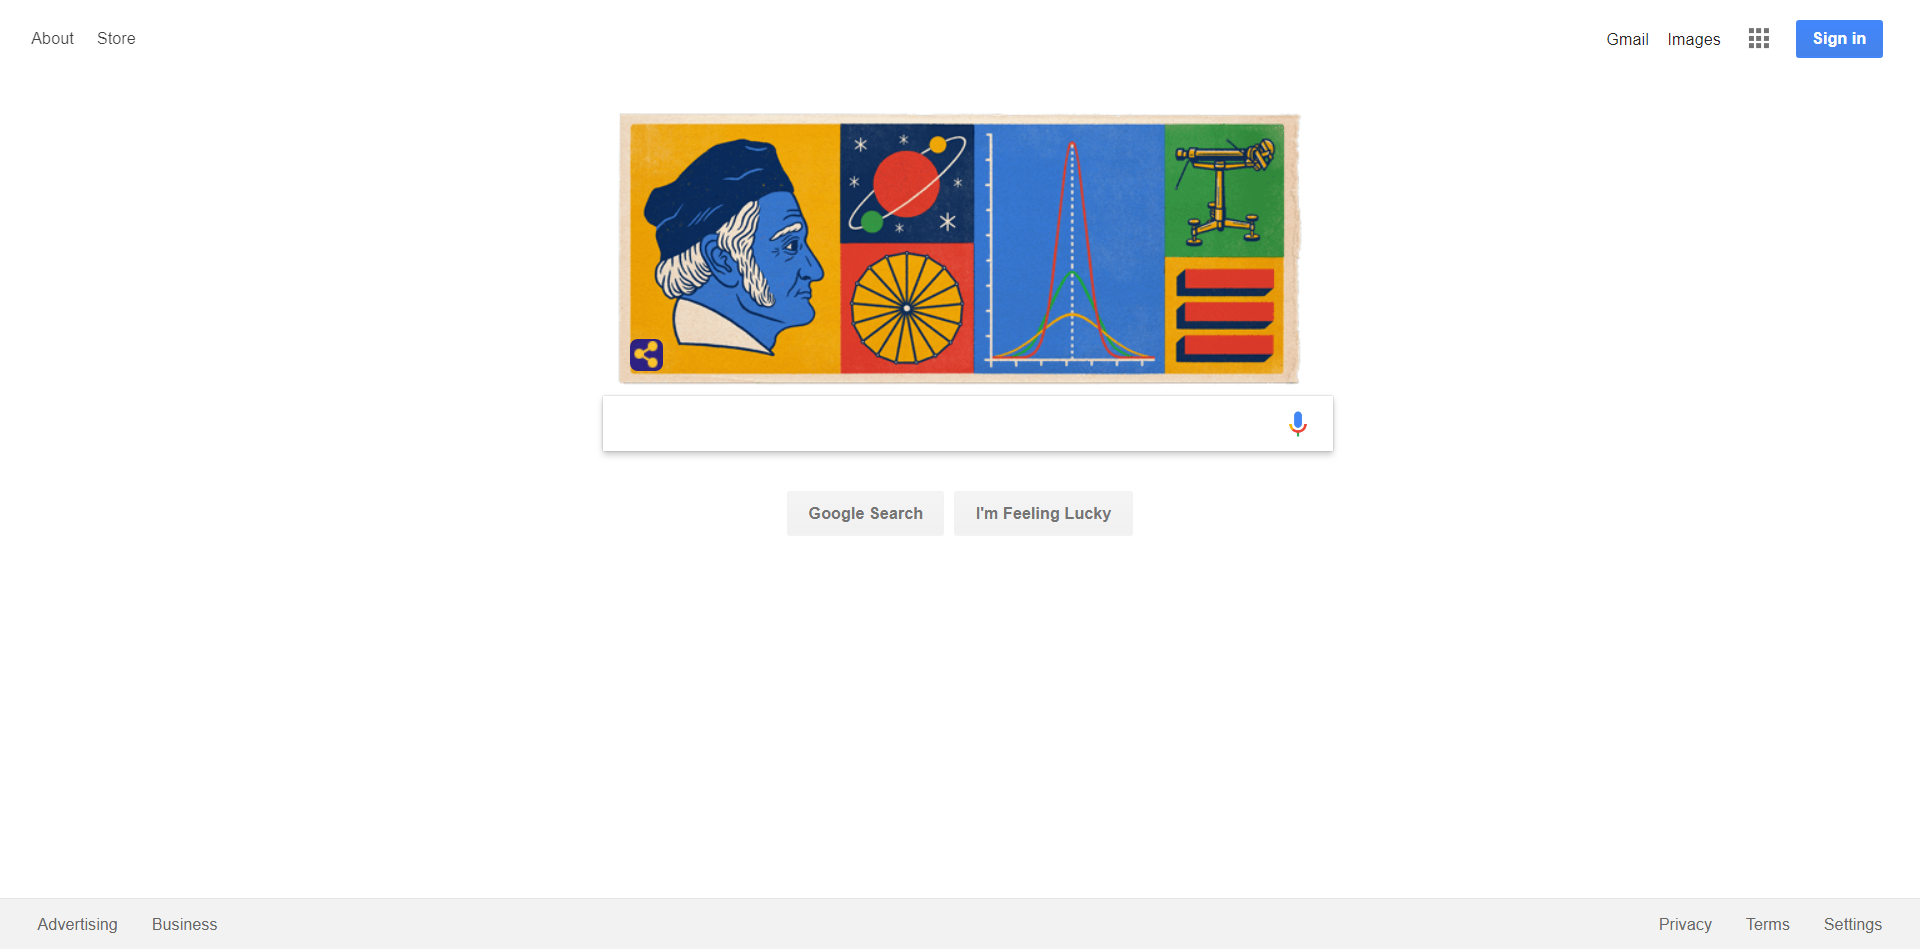 About Store
Gmail Images Sign in
Google Search I'm Feeling Lucky
Advertising Business
Privacy Terms Settings